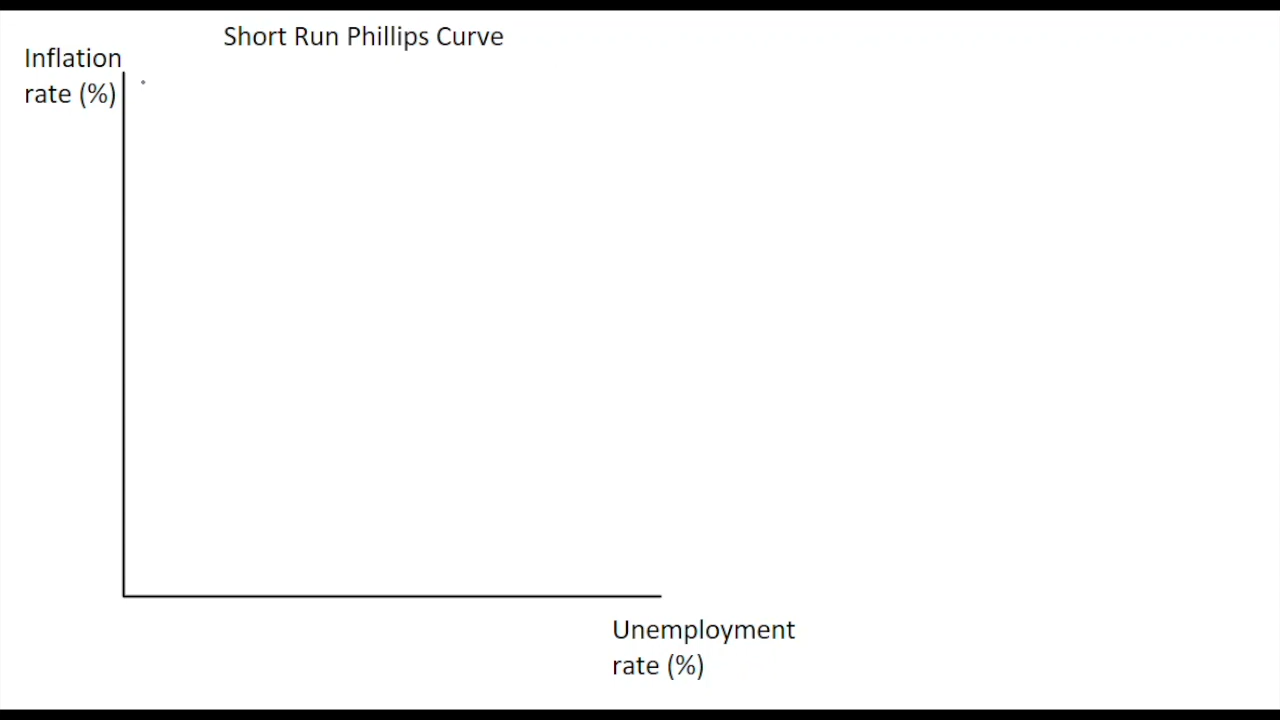 Short Run Phillips Curve
Inflation
rate (%)
Unemployment
rate (%)